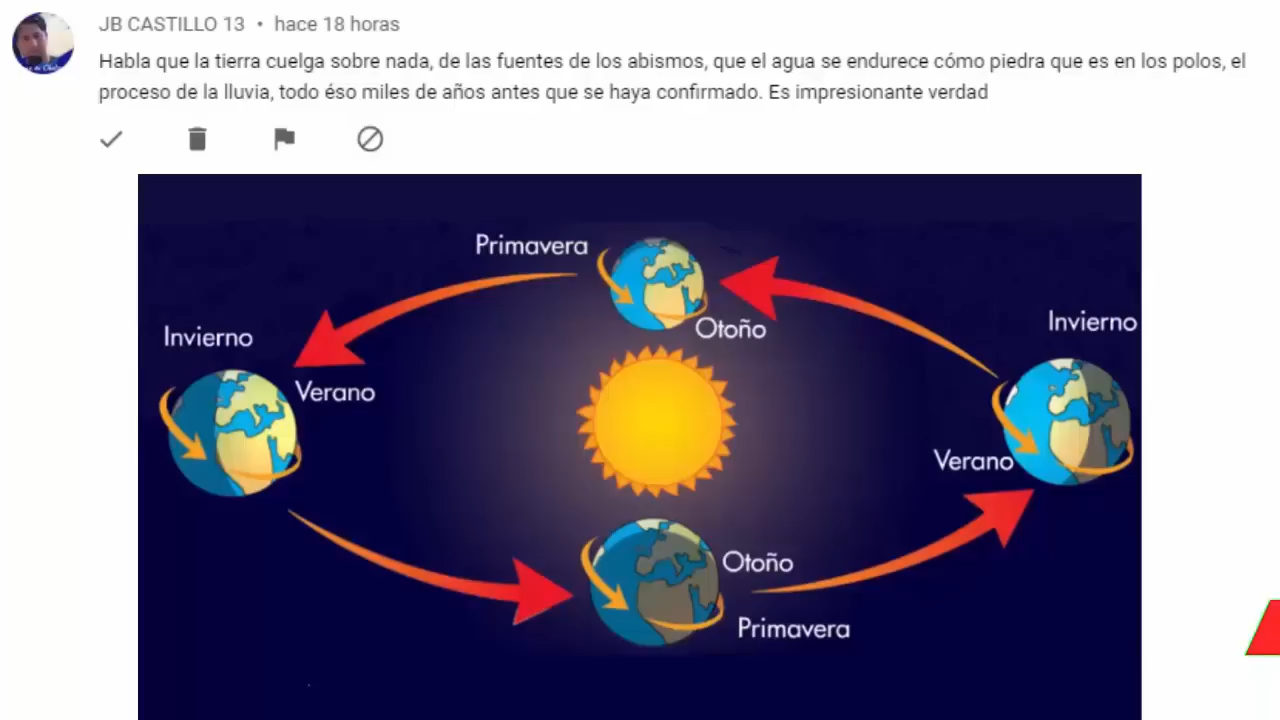 JB CASTILLO 13 • hace 18 horas
Habla que la tierra cuelga sobre nada, de las fuentes de los abismos, que el agua se endurece cómo piedra que es en los polos, el
proceso de la lluvia, todo éso miles de años antes que se haya confirmado. Es impresionante verdad
Primavera
Otoño
Invierno
Invierno
Verano
Verano
Otoño
Primavera